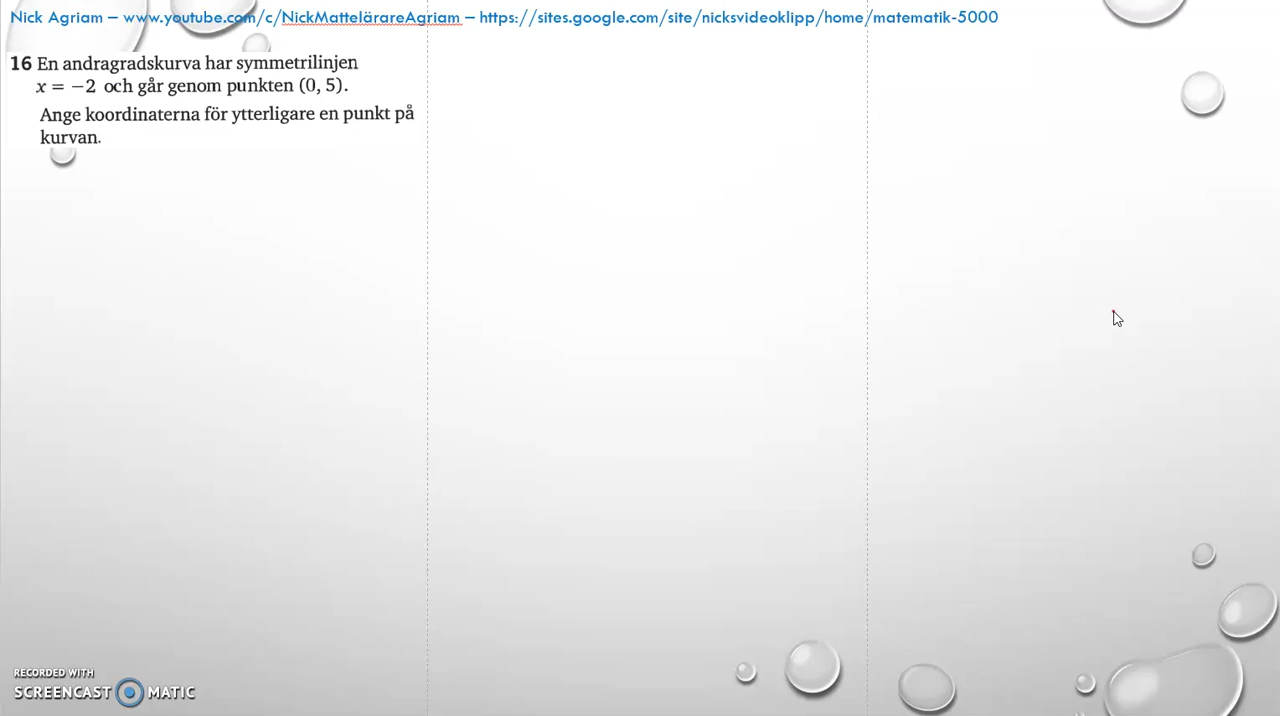 Nick Agriam – www.youtube.com/c/NickMattelärareAgriam – https://sites.google.com/site/nicksvideoklipp/home/matematik-5000
16 En andragradskurva har symmetrilinjen
x = −2 och går genom punkten (0, 5).
Ange koordinaterna för ytterligare en punkt på
kurvan.
RECORDED WITH
SCREENCAST MATIC